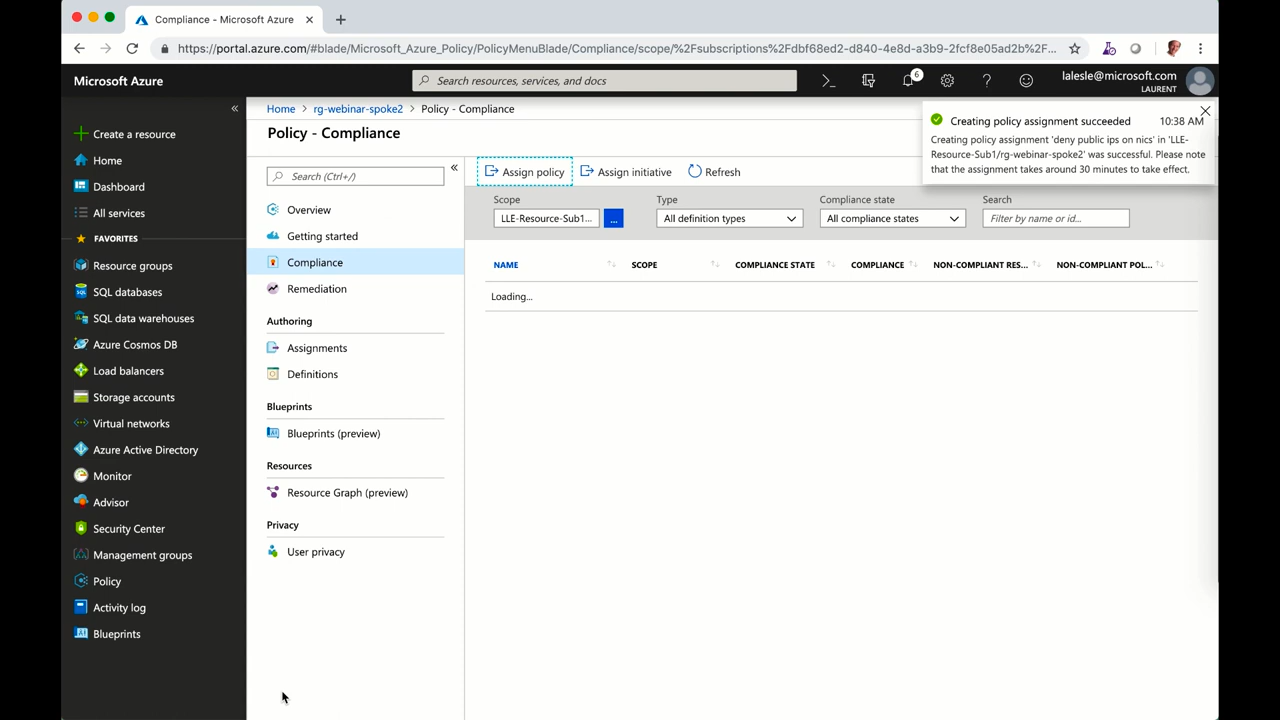 Compliance - Microsoft Azure
https://portal.azure.com/#blade/Microsoft_Azure_Policy/PolicyMenuBlade/Compliance/scope/%2Fsubscriptions%2Fdbf68ed2-d840-4e8d-a3b9-2fcf8e05ad2b%2F...
Microsoft Azure
Search resources, services, and docs
6
lalesle@microsoft.com
LAURENT
Create a resource
Home
Dashboard
All services
FAVORITES
Resource groups
SQL databases
SQL data warehouses
Azure Cosmos DB
Load balancers
Storage accounts
Virtual networks
Azure Active Directory
Monitor
Advisor
Security Center
Management groups
Policy
Activity log
Blueprints
Home > rg-webinar-spoke2 > Policy - Compliance
Policy - Compliance
Search (Ctrl+/)
Overview
Getting started
Compliance
Remediation
Authoring
Assignments
Definitions
Blueprints
Blueprints (preview)
Resources
Resource Graph (preview)
Privacy
User privacy
Assign policy
Assign initiative
Refresh
Scope
LLE-Resource-Sub1...
...
Type
All definition types
Compliance state
All compliance states
Search
Filter by name or id...
NAME
SCOPE
COMPLIANCE STATE
COMPLIANCE
NON-COMPLIANT RES...
NON-COMPLIANT POL...
Loading...
Creating policy assignment succeeded 10:38 AM
Creating policy assignment 'deny public ips on nics' in 'LLE-
Resource-Sub1/rg-webinar-spoke2' was successful. Please note
that the assignment takes around 30 minutes to take effect.